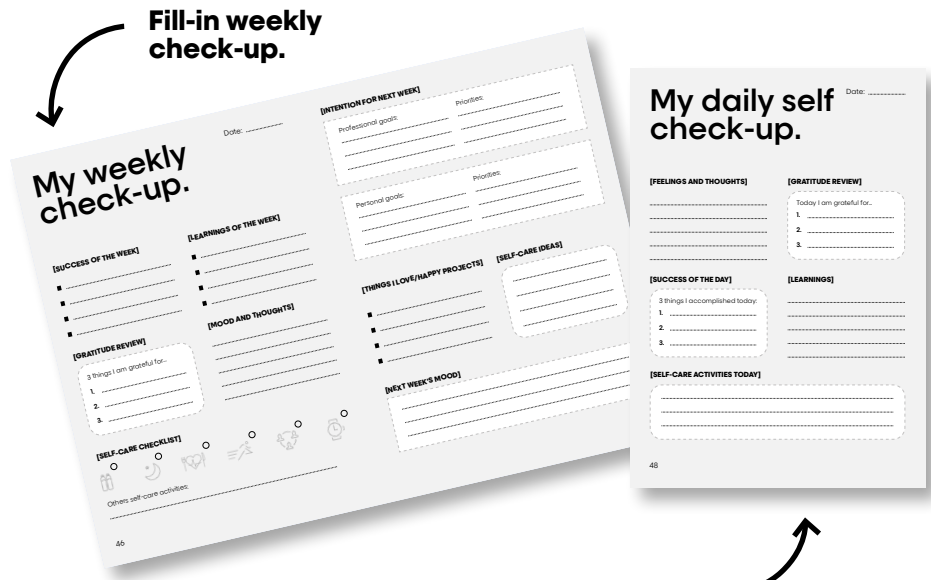 Fill-in weekly
check-up.
Date:
My weekly
check-up.
[SUCCESS OF THE WEEK]
[LEARNINGS OF THE WEEK]
[GRATITUDE REVIEW]
3 things I am grateful for...
1.
2.
3.
[MOOD AND THOUGHTS]
[SELF-CARE CHECKLIST]
Others self-care activities:
46
[INTENTION FOR NEXT WEEK]
Professional goals:
Priorities:
Personal goals:
Priorities:
[THINGS I LOVE/HAPPY PROJECTS]
[SELF-CARE IDEAS]
[NEXT WEEK'S MOOD]
My daily self
check-up.
Date:
[FEELINGS AND THOUGHTS]
[GRATITUDE REVIEW]
Today I am grateful for...
1.
2.
3.
[SUCCESS OF THE DAY]
3 things I accomplished today:
1.
2.
3.
[LEARNINGS]
[SELF-CARE ACTIVITIES TODAY]
48